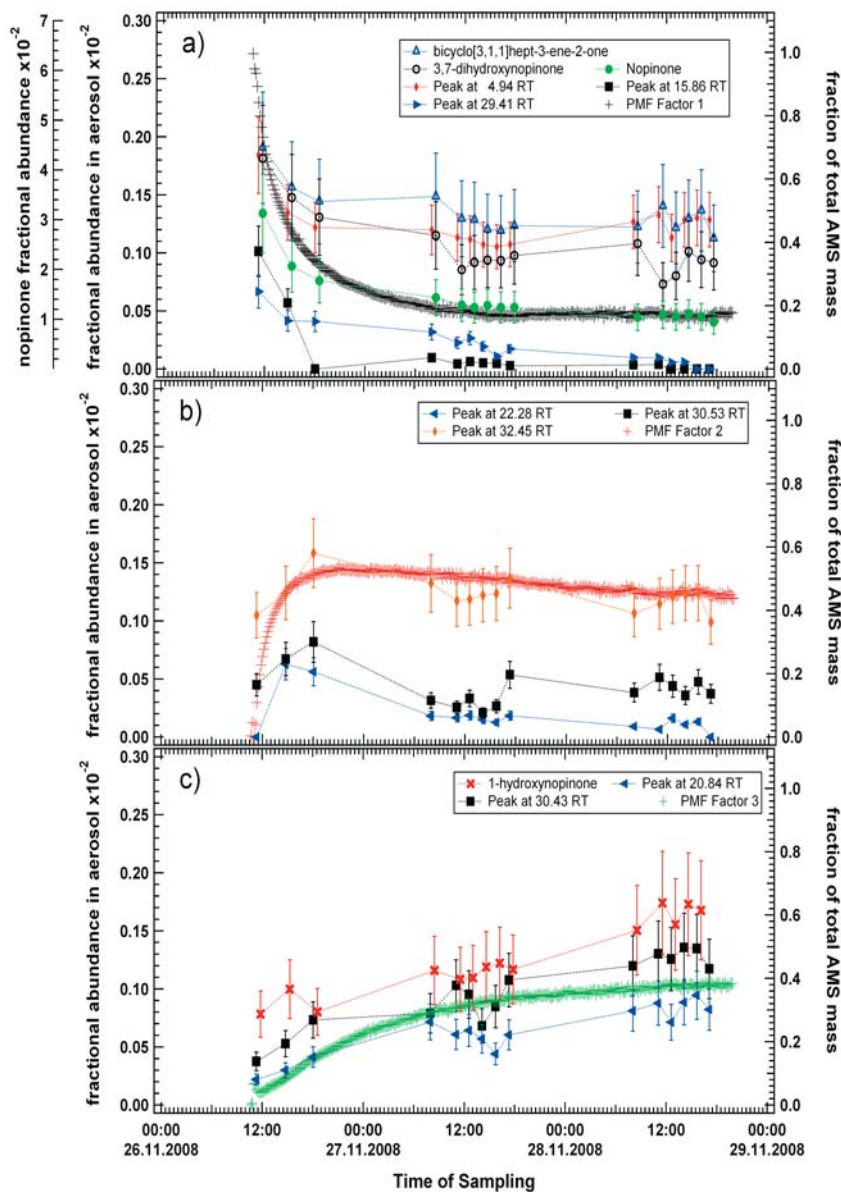 nopinone fractional abundance x10-2
7
6
5
4
3
2
1
fractional abundance in aerosol x10-2
0.30
0.25
0.20
0.15
0.10
0.05
0.00
a)
bicyclo[3,1,1]hept-3-ene-2-one
3,7-dihydroxynopinone Nopinone
Peak at 4.94 RT Peak at 15.86 RT
Peak at 29.41 RT PMF Factor 1
1.0
0.8
0.6
0.4
0.2
0.0
fraction of total AMS mass
fractional abundance in aerosol x10-2
0.30
0.25
0.20
0.15
0.10
0.05
0.00
b)
Peak at 22.28 RT Peak at 30.53 RT
Peak at 32.45 RT PMF Factor 2
1.0
0.8
0.6
0.4
0.2
0.0
fraction of total AMS mass
fractional abundance in aerosol x10-2
0.30
0.25
0.20
0.15
0.10
0.05
0.00
c)
1-hydroxynopinone Peak at 20.84 RT
Peak at 30.43 RT PMF Factor 3
1.0
0.8
0.6
0.4
0.2
0.0
fraction of total AMS mass
00:00 12:00 00:00 12:00 00:00 12:00 00:00
26.11.2008 27.11.2008 28.11.2008 29.11.2008
Time of Sampling